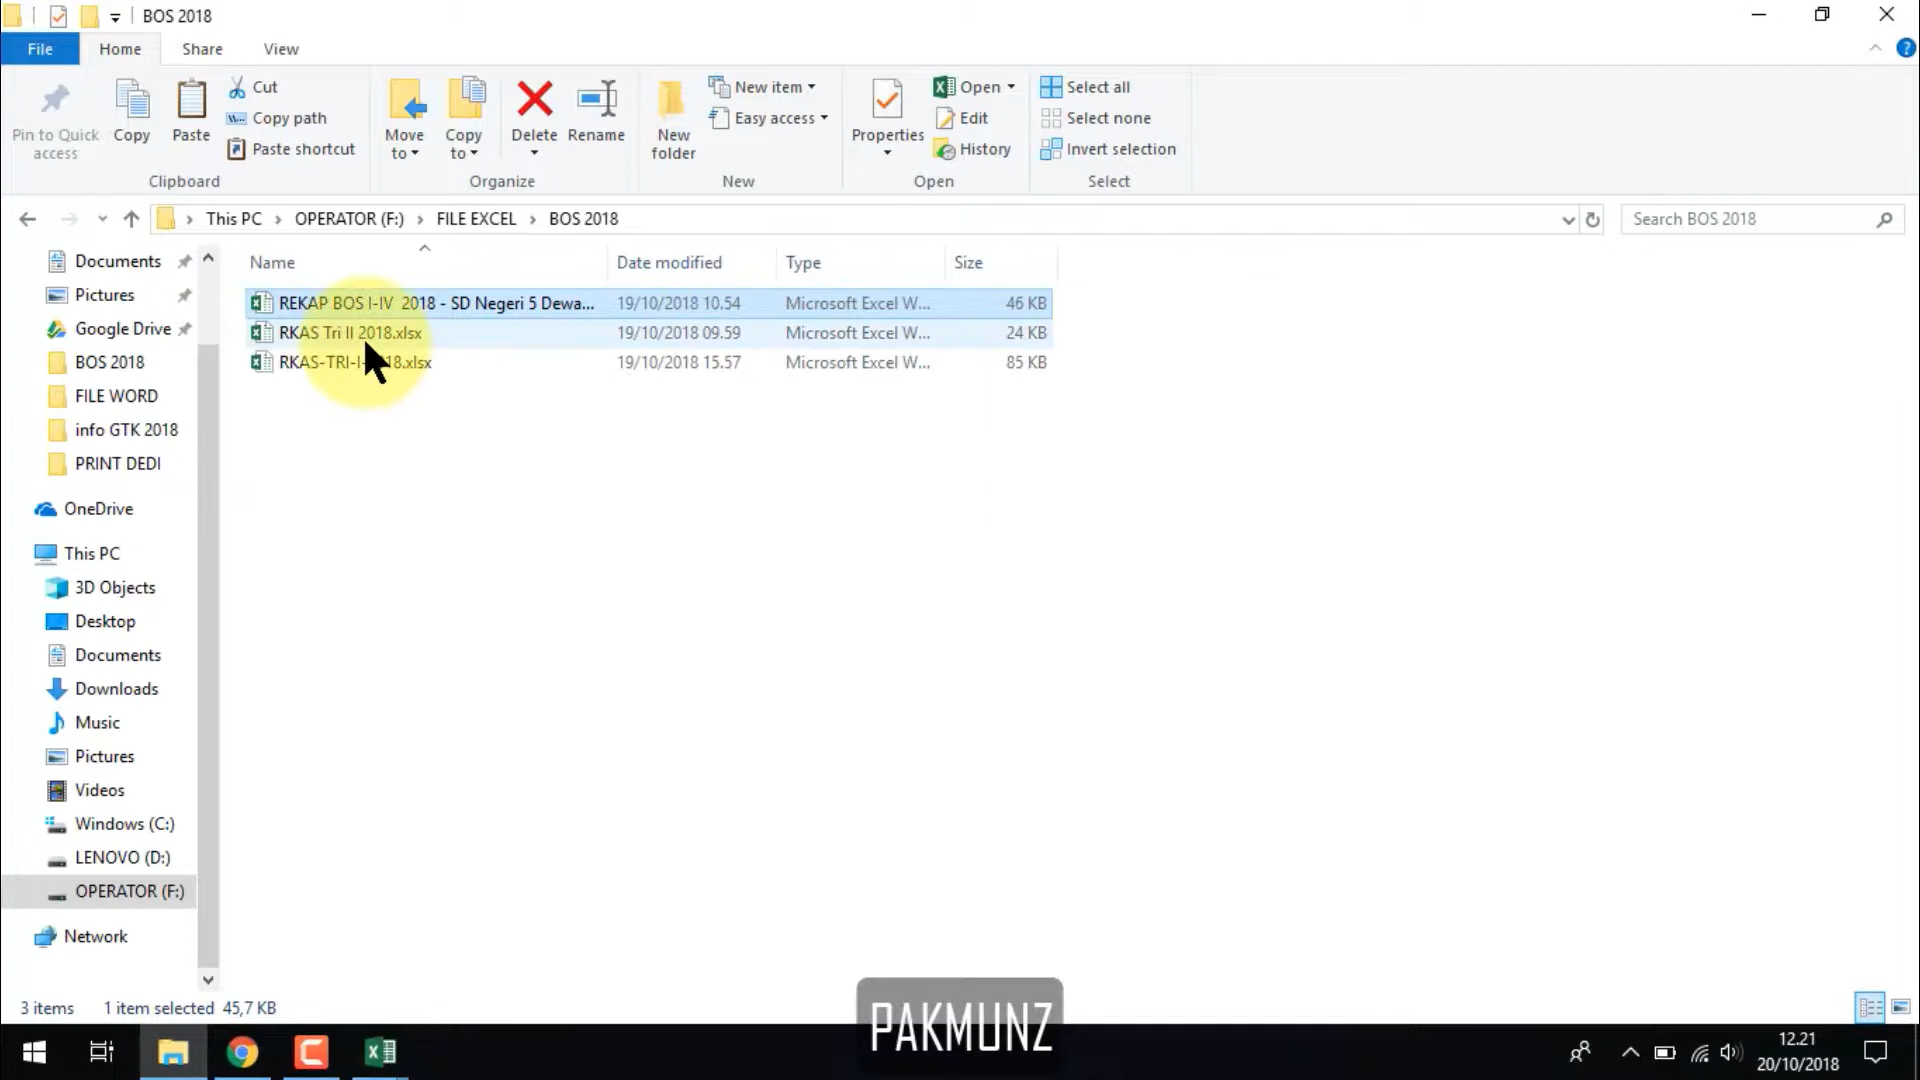 BOS 2018
File Home Share View
Pin to Quick access
Copy
Paste
Cut
Copy path
Paste shortcut
Clipboard
Move to
Copy to
Delete
Rename
Organize
New folder
New item
Easy access
New
Properties
Open
Edit
History
Open
Select all
Select none
Invert selection
Select
This PC > OPERATOR (F:) > FILE EXCEL > BOS 2018
Search BOS 2018
Documents
Pictures
Google Drive
BOS 2018
FILE WORD
info GTK 2018
PRINT DEDI
OneDrive
This PC
3D Objects
Desktop
Documents
Downloads
Music
Pictures
Videos
Windows (C:)
LENOVO (D:)
OPERATOR (F:)
Network
Name Date modified Type Size
REKAP BOS I-IV 2018 - SD Negeri 5 Dewa... 19/10/2018 10.54 Microsoft Excel W... 46 KB
RKAS Tri II 2018.xlsx 19/10/2018 09.59 Microsoft Excel W... 24 KB
19/10/2018 15.57 Microsoft Excel W... 85 KB
3 items 1 item selected 45,7 KB
PAKMUNZ
12.21
20/10/2018